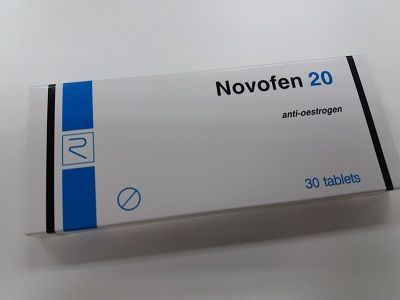 Novofen 20
anti-oestrogen
30 tablets